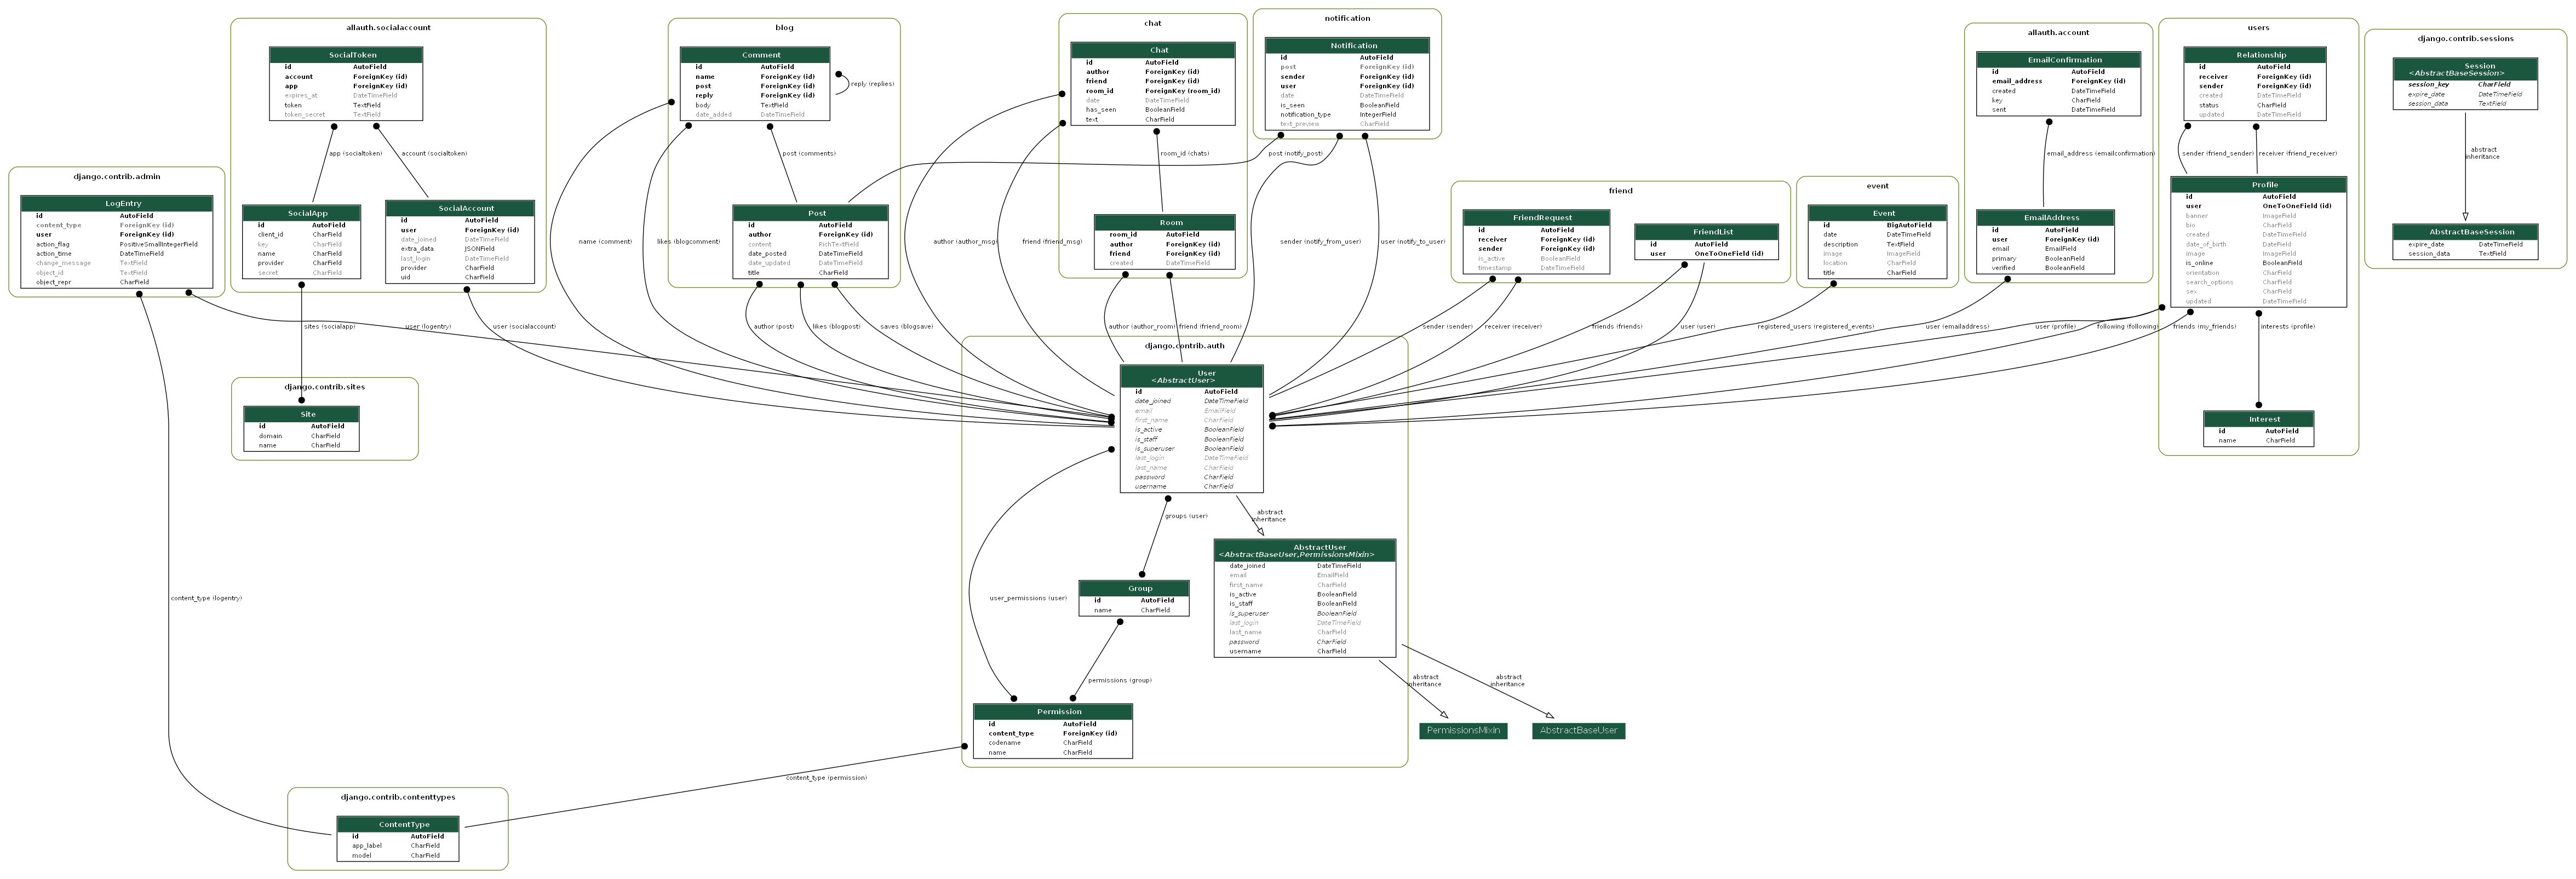 allauth.socialaccount
SocialToken
id AutoField
account ForeignKey (id)
app ForeignKey (id)
expires_at DateTimeField
token TextField
token_secret TextField
app (socialtoken)
account (socialtoken)
SocialApp
id AutoField
client_id CharField
key CharField
name CharField
provider CharField
secret CharField
SocialAccount
id AutoField
user ForeignKey (id)
date_joined DateTimeField
extra_data JSONField
last_login DateTimeField
provider CharField
uid CharField
django.contrib.admin
LogEntry
id AutoField
content_type ForeignKey (id)
user ForeignKey (id)
action_flag PositiveSmallIntegerField
action_time DateTimeField
change_message TextField
object_id TextField
object_repr CharField
blog
Comment
id AutoField
name ForeignKey (id)
post ForeignKey (id)
reply ForeignKey (id)
body TextField
date_added DateTimeField
reply (replies)
post (comments)
Post
id AutoField
author ForeignKey (id)
content RichTextField
date_posted DateTimeField
date_updated DateTimeField
title CharField
name (comment)
likes (blogcomment)
chat
Chat
id AutoField
author ForeignKey (id)
friend ForeignKey (id)
room_id ForeignKey (room_id)
date DateTimeField
has_seen BooleanField
text CharField
room_id (chats)
Room
room_id AutoField
author ForeignKey (id)
friend ForeignKey (id)
created DateTimeField
author (author_msg)
friend (friend_msg)
notification
Notification
id AutoField
post ForeignKey (id)
sender ForeignKey (id)
user ForeignKey (id)
date DateTimeField
is_seen BooleanField
notification_type IntegerField
text_preview CharField
post (notify_post)
sender (notify_from_user)
user (notify_to_user)
friend
FriendRequest
id AutoField
receiver ForeignKey (id)
sender ForeignKey (id)
is_active BooleanField
timestamp DateTimeField
FriendList
id AutoField
user OneToOneField (id)
event
Event
id BigAutoField
date DateTimeField
description TextField
image ImageField
location CharField
title CharField
allauth.account
EmailConfirmation
id AutoField
email_address ForeignKey (id)
created DateTimeField
key CharField
sent DateTimeField
email_address (emailconfirmation)
EmailAddress
id AutoField
user ForeignKey (id)
email EmailField
primary BooleanField
verified BooleanField
users
Relationship
id AutoField
receiver ForeignKey (id)
sender ForeignKey (id)
created DateTimeField
status CharField
updated DateTimeField
sender (friend_sender)
receiver (friend_receiver)
Profile
id AutoField
user OneToOneField (id)
banner ImageField
bio CharField
created DateTimeField
date_of_birth DateField
image ImageField
is_online BooleanField
orientation CharField
search_options CharField
sex CharField
updated DateTimeField
django.contrib.sessions
Session
<AbstractBaseSession>
session_key CharField
expire_date DateTimeField
session_data TextField
abstract
inheritance
AbstractBaseSession
expire_date DateTimeField
session_data TextField
sites (socialapp)
user (logentry)
user (socialaccount)
author (post)
likes (blogpost)
saves (blogsave)
author (author_room)
friend (friend_room)
sender (sender)
receiver (receiver)
friends (friends)
user (user)
registered_users (registered_events)
user (emailaddress)
user (profile)
following (following)
friends (my_friends)
interests (profile)
django.contrib.sites
Site
id AutoField
domain CharField
name CharField
django.contrib.auth
User
<AbstractUser>
id AutoField
date_joined DateTimeField
email EmailField
first_name CharField
is_active BooleanField
is_staff BooleanField
is_superuser BooleanField
last_login DateTimeField
last_name CharField
password CharField
username CharField
Interest
id AutoField
name CharField
groups (user)
abstract
inheritance
AbstractUser
<AbstractBaseUser,PermissionsMixin>
date_joined DateTimeField
email EmailField
first_name CharField
is_active BooleanField
is_staff BooleanField
is_superuser BooleanField
last_login DateTimeField
last_name CharField
password CharField
username CharField
content_type (logentry)
user_permissions (user)
Group
id AutoField
name CharField
permissions (group)
abstract
inheritance
abstract
inheritance
Permission
id AutoField
content_type ForeignKey (id)
codename CharField
name CharField
PermissionsMixin
AbstractBaseUser
content_type (permission)
django.contrib.contenttypes
ContentType
id AutoField
app_label CharField
model CharField